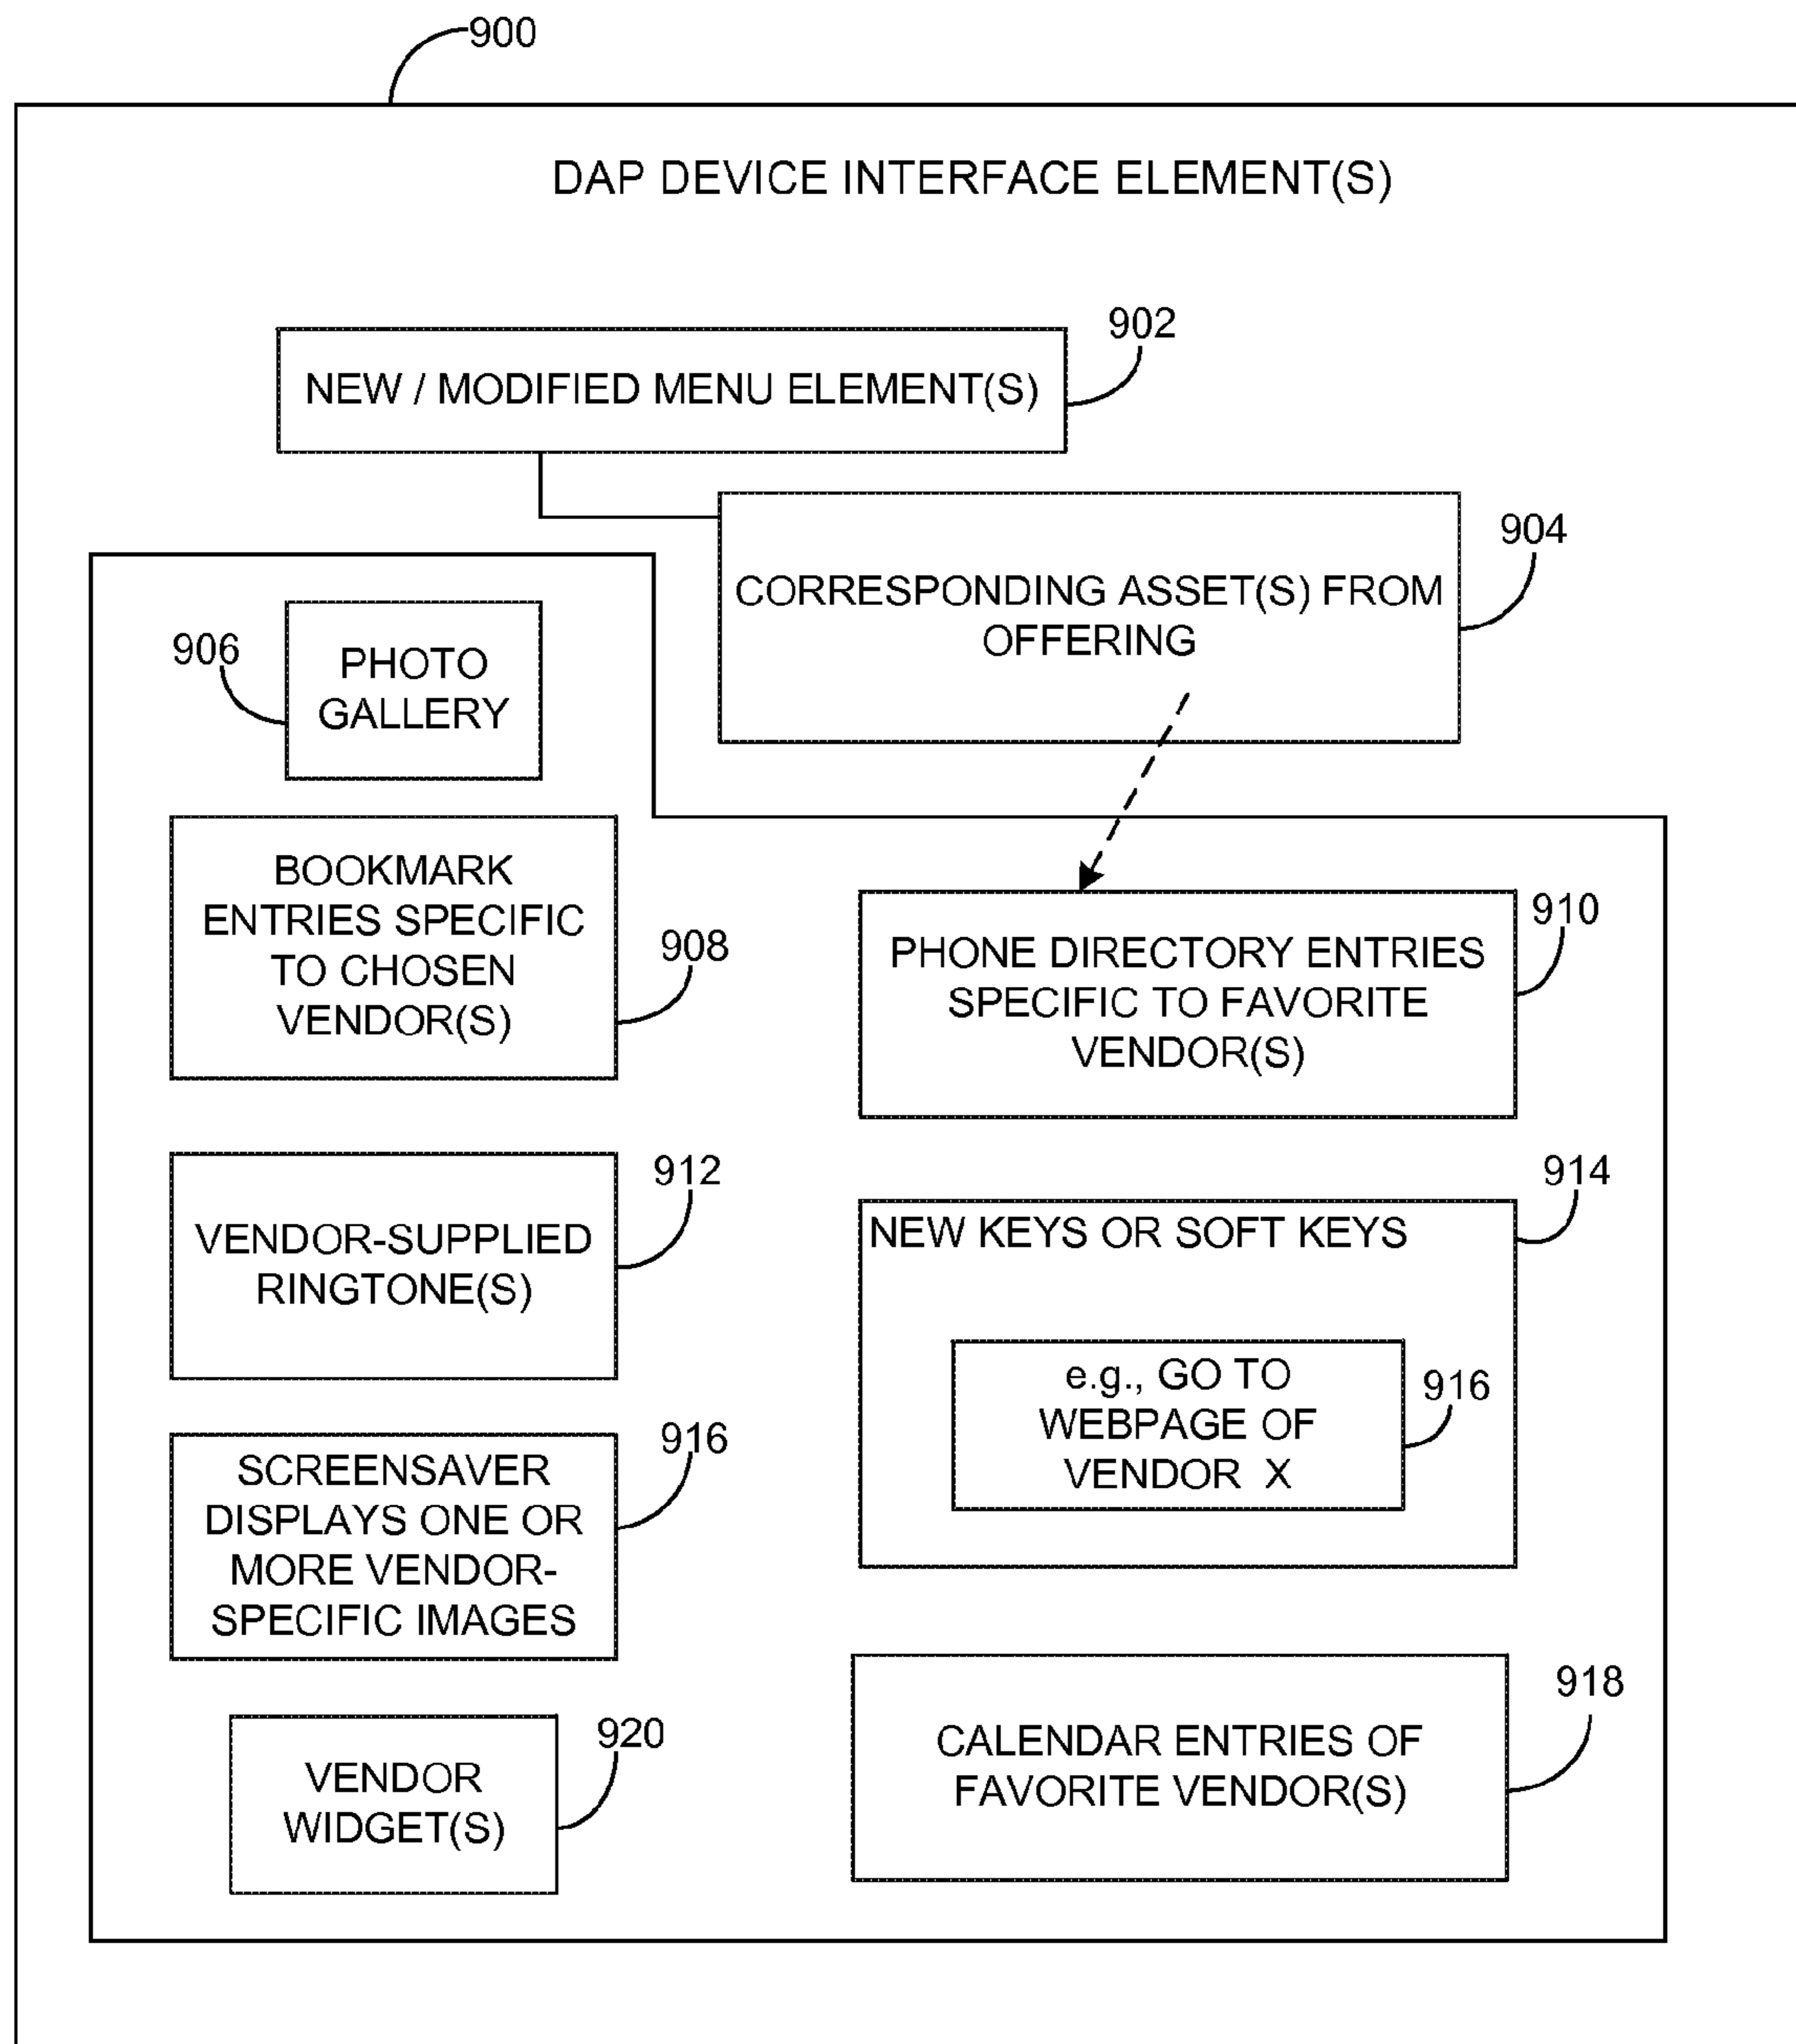 900
DAP DEVICE INTERFACE ELEMENT(S)
902
NEW / MODIFIED MENU ELEMENT(S)
904
CORRESPONDING ASSET(S) FROM
OFFERING
906
PHOTO
GALLERY
BOOKMARK
ENTRIES SPECIFIC
TO CHOSEN
VENDOR(S)
908
910
PHONE DIRECTORY ENTRIES
SPECIFIC TO FAVORITE
VENDOR(S)
912
VENDOR-SUPPLIED
RINGTONE(S)
914
NEW KEYS OR SOFT KEYS
e.g., GO TO
WEBPAGE OF
VENDOR X
916
916
SCREENSAVER
DISPLAYS ONE OR
MORE VENDOR-
SPECIFIC IMAGES
918
CALENDAR ENTRIES OF
FAVORITE VENDOR(S)
920
VENDOR
WIDGET(S)